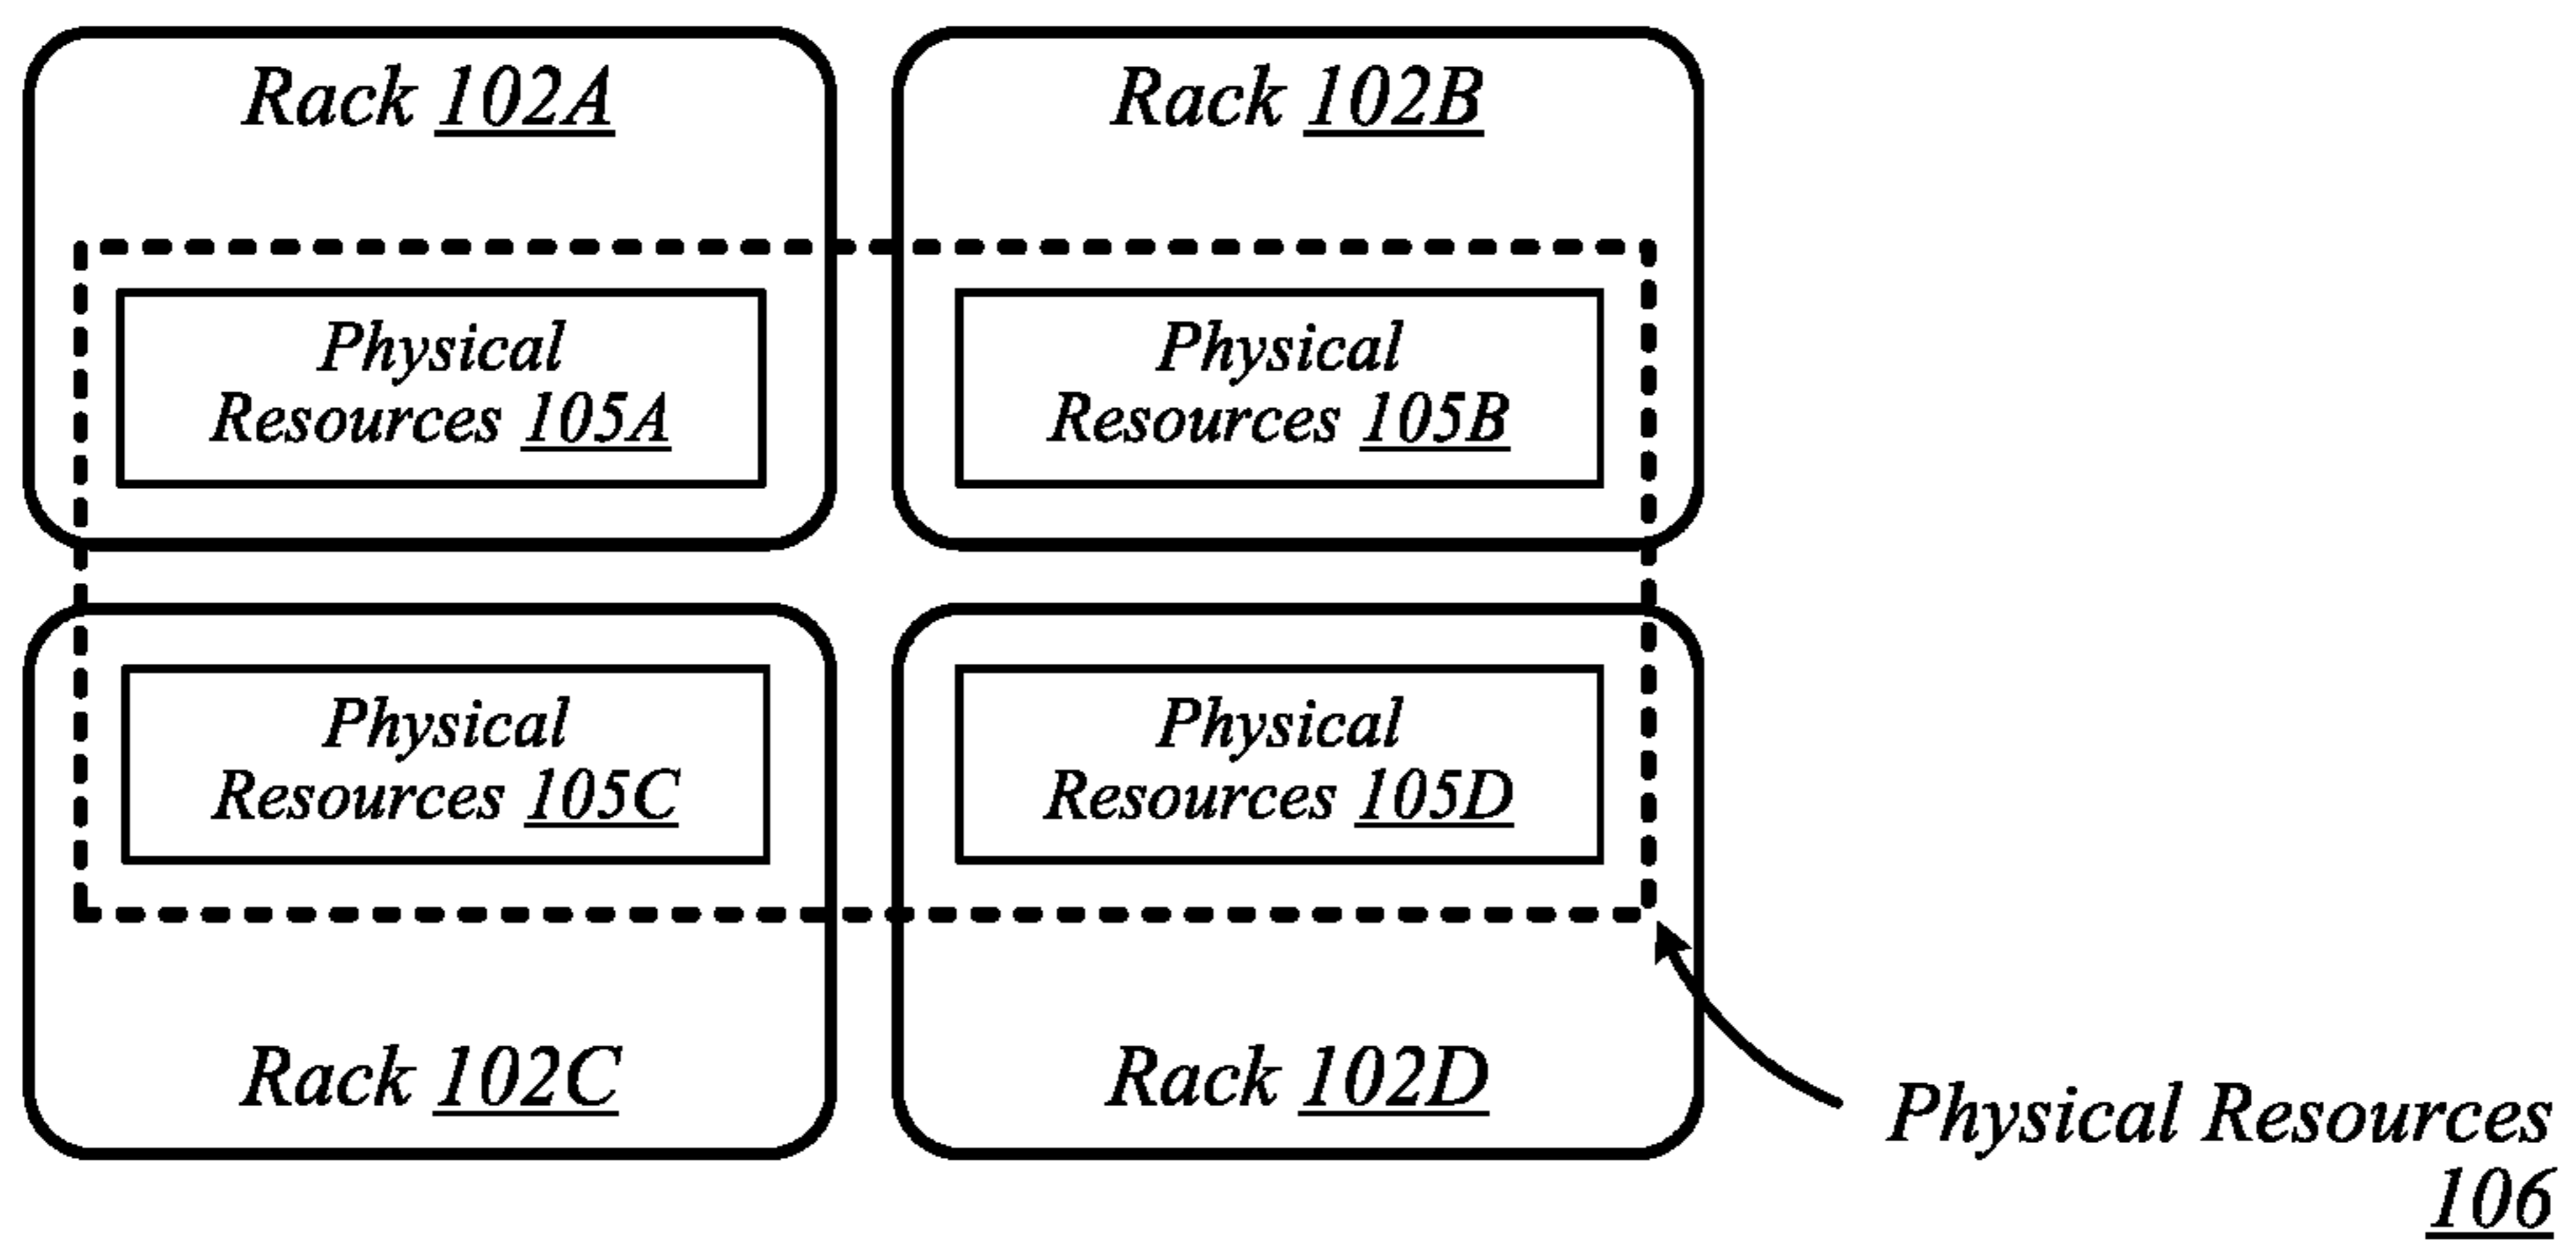 Rack 102A
Rack 102B
Physical
Resources 105A
Physical
Resources 105B
Physical
Resources 105C
Physical
Resources 105D
Rack 102C
Rack 102D
Physical Resources
106